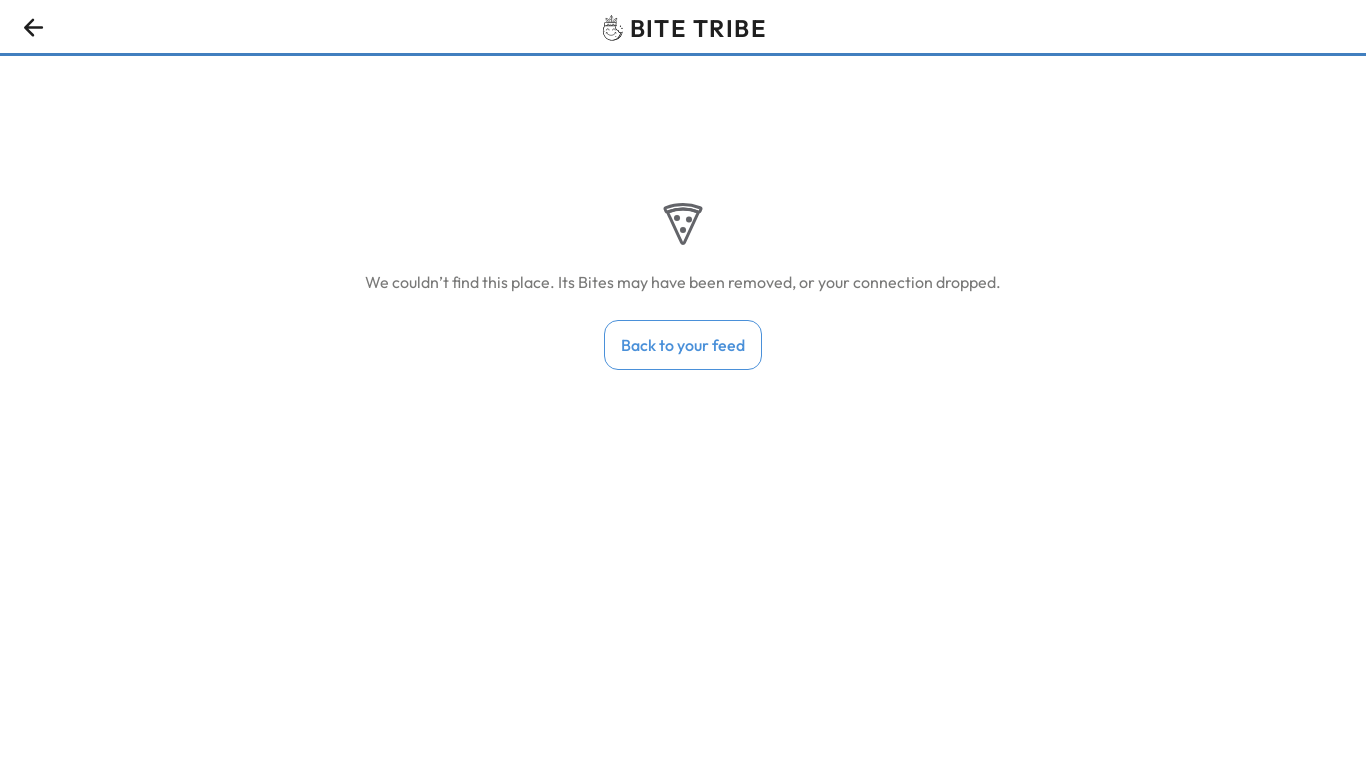 BITE TRIBE
We couldn’t find this place. Its Bites may have been removed, or your connection dropped.
Back to your feed